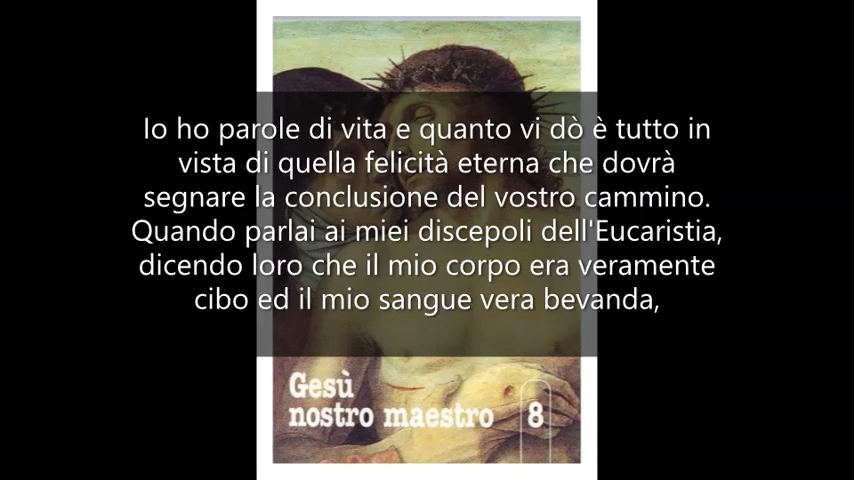 Io ho parole di vita e quanto vi dò è tutto in
vista di quella felicità eterna che dovrà
segnare la conclusione del vostro cammino.
Quando parlai ai miei discepoli dell'Eucaristia,
dicendo loro che il mio corpo era veramente
cibo ed il mio sangue vera bevanda,
Gesù
nostro maestro 8